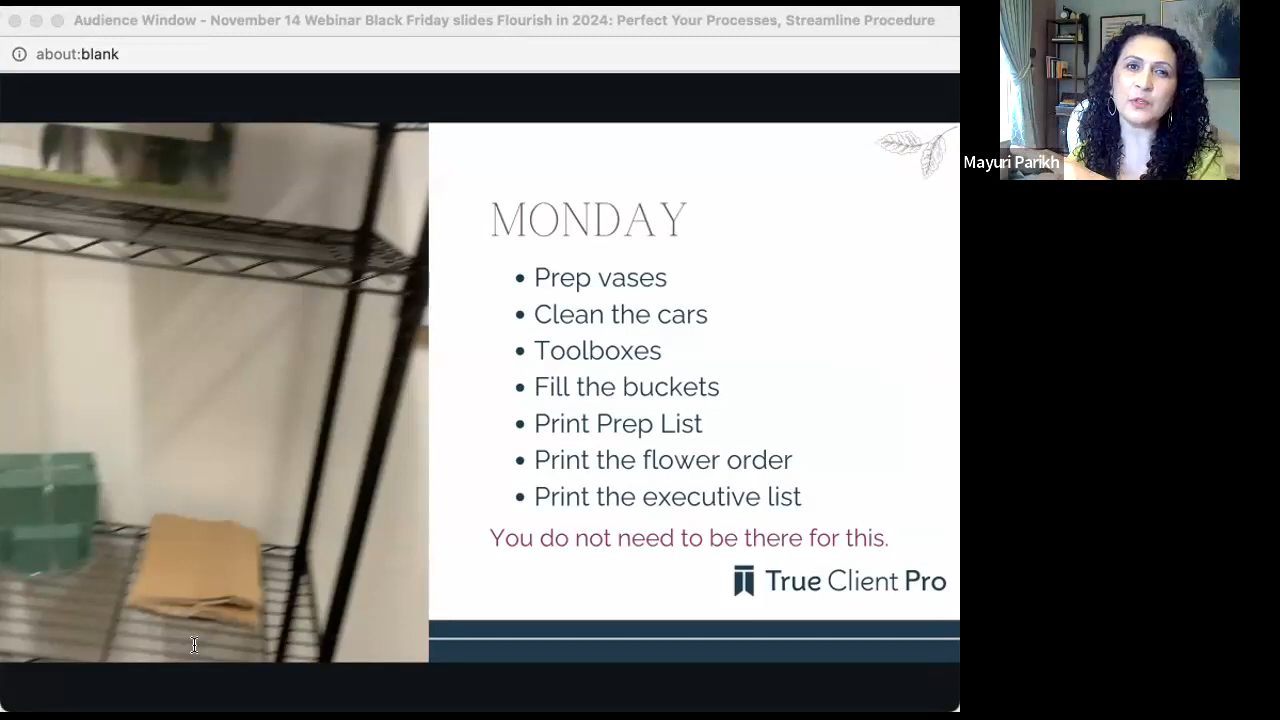 Audience Window - November 14 Webinar Black Friday slides Flourish in 2024: Perfect Your Processes, Streamline Procedure
about:blank
Mayuri Parikh
MONDAY
• Prep vases
• Clean the cars
• Toolboxes
• Fill the buckets
• Print Prep List
• Print the flower order
• Print the executive list
You do not need to be there for this.
True Client Pro